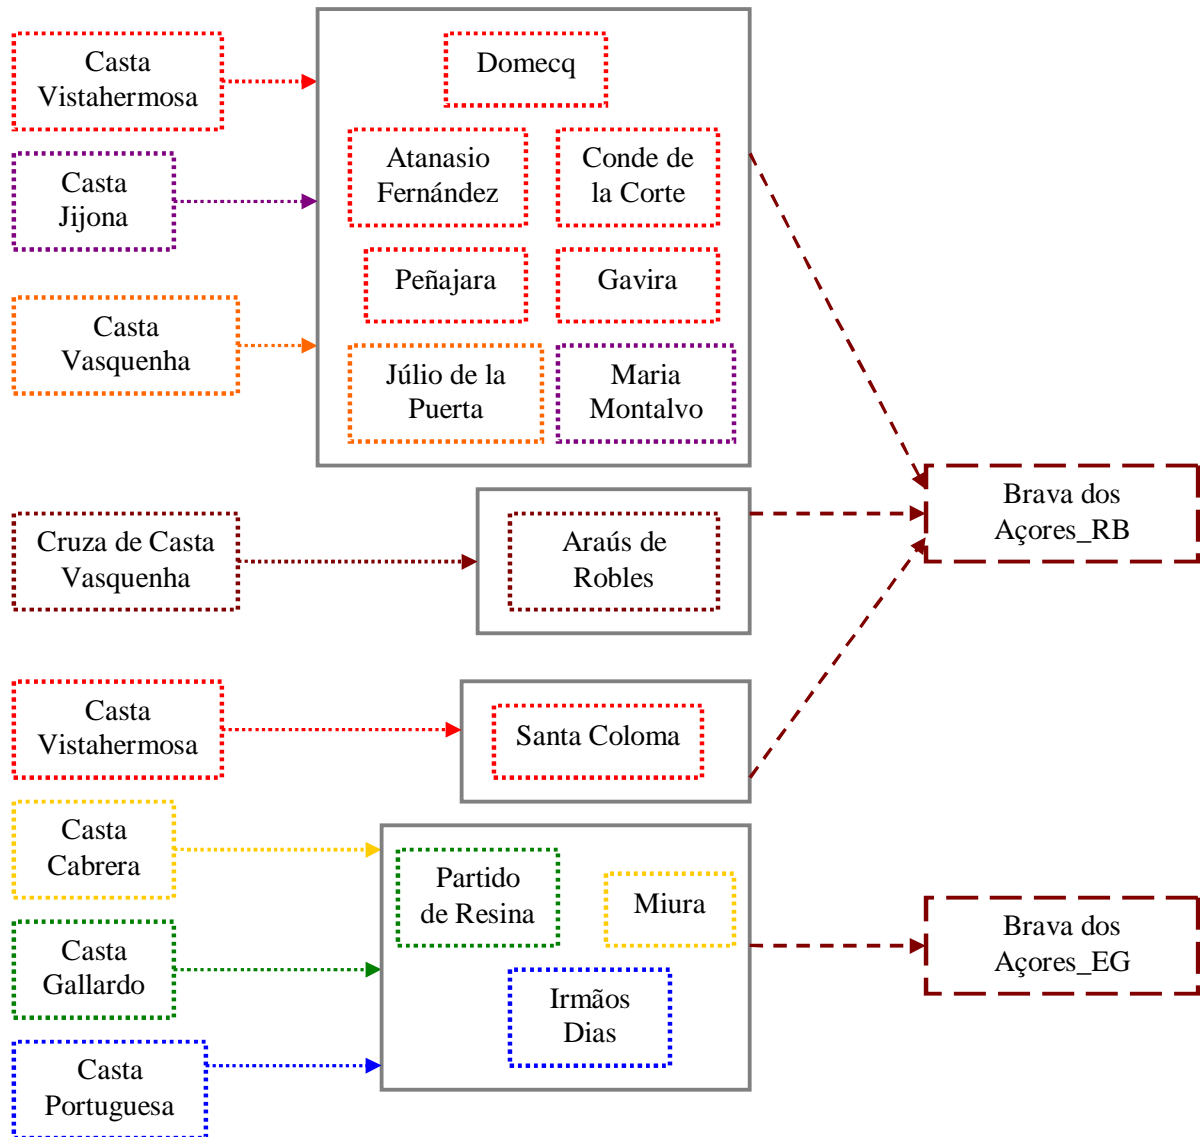 Casta
Vistahermosa
Domecq
Casta
Jijona
Atanasio
Fernández
Conde de
la Corte
Peñajara
Gavira
Casta
Vasquenha
Júlio de la
Puerta
Maria
Montalvo
Cruza de Casta
Vasquenha
Araús de
Robles
Brava dos
Açores_RB
Casta
Vistahermosa
Santa Coloma
Casta
Cabrera
Partido
de Resina
Miura
Casta
Gallardo
Irmãos
Dias
Brava dos
Açores_EG
Casta
Portuguesa